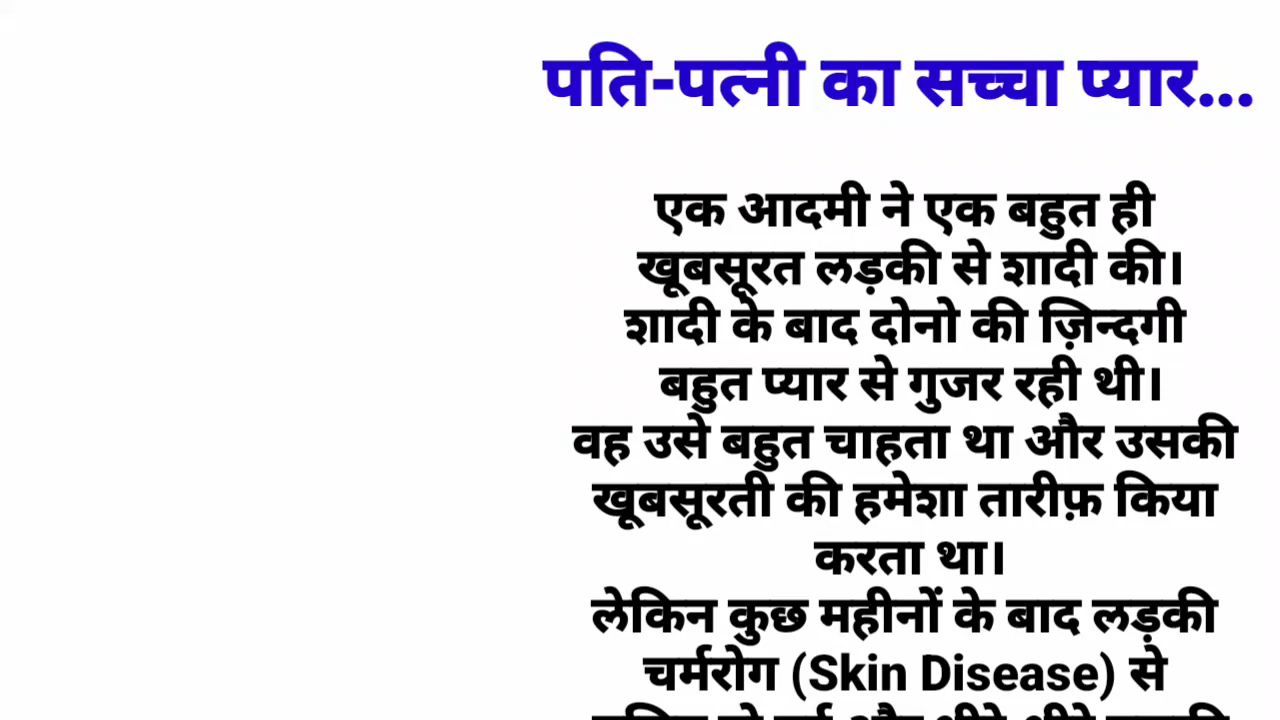 पति-पत्नी का सच्चा प्यार...
एक आदमी ने एक बहुत ही
खूबसूरत लड़की से शादी की।
शादी के बाद दोनो की ज़िन्दगी
बहुत प्यार से गुजर रही थी।
वह उसे बहुत चाहता था और उसकी
खूबसूरती की हमेशा तारीफ़ किया
करता था।
लेकिन कुछ महीनों के बाद लड़की
चर्मरोग (Skin Disease) से